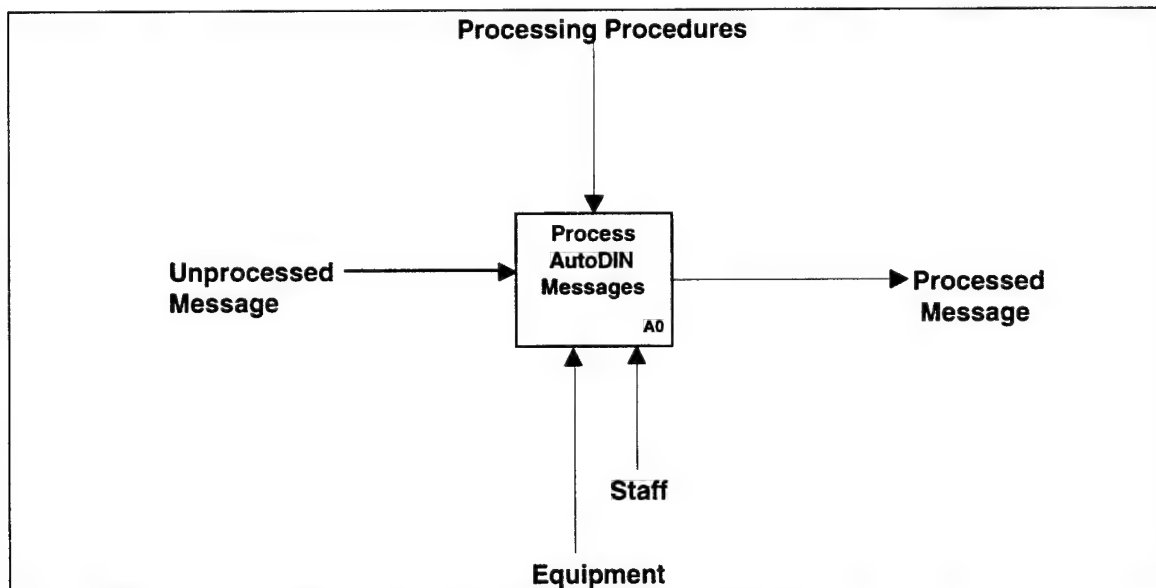 Processing Procedures
Process
AutoDIN
Messages
A0
Unprocessed
Message
Processed
Message
Staff
Equipment